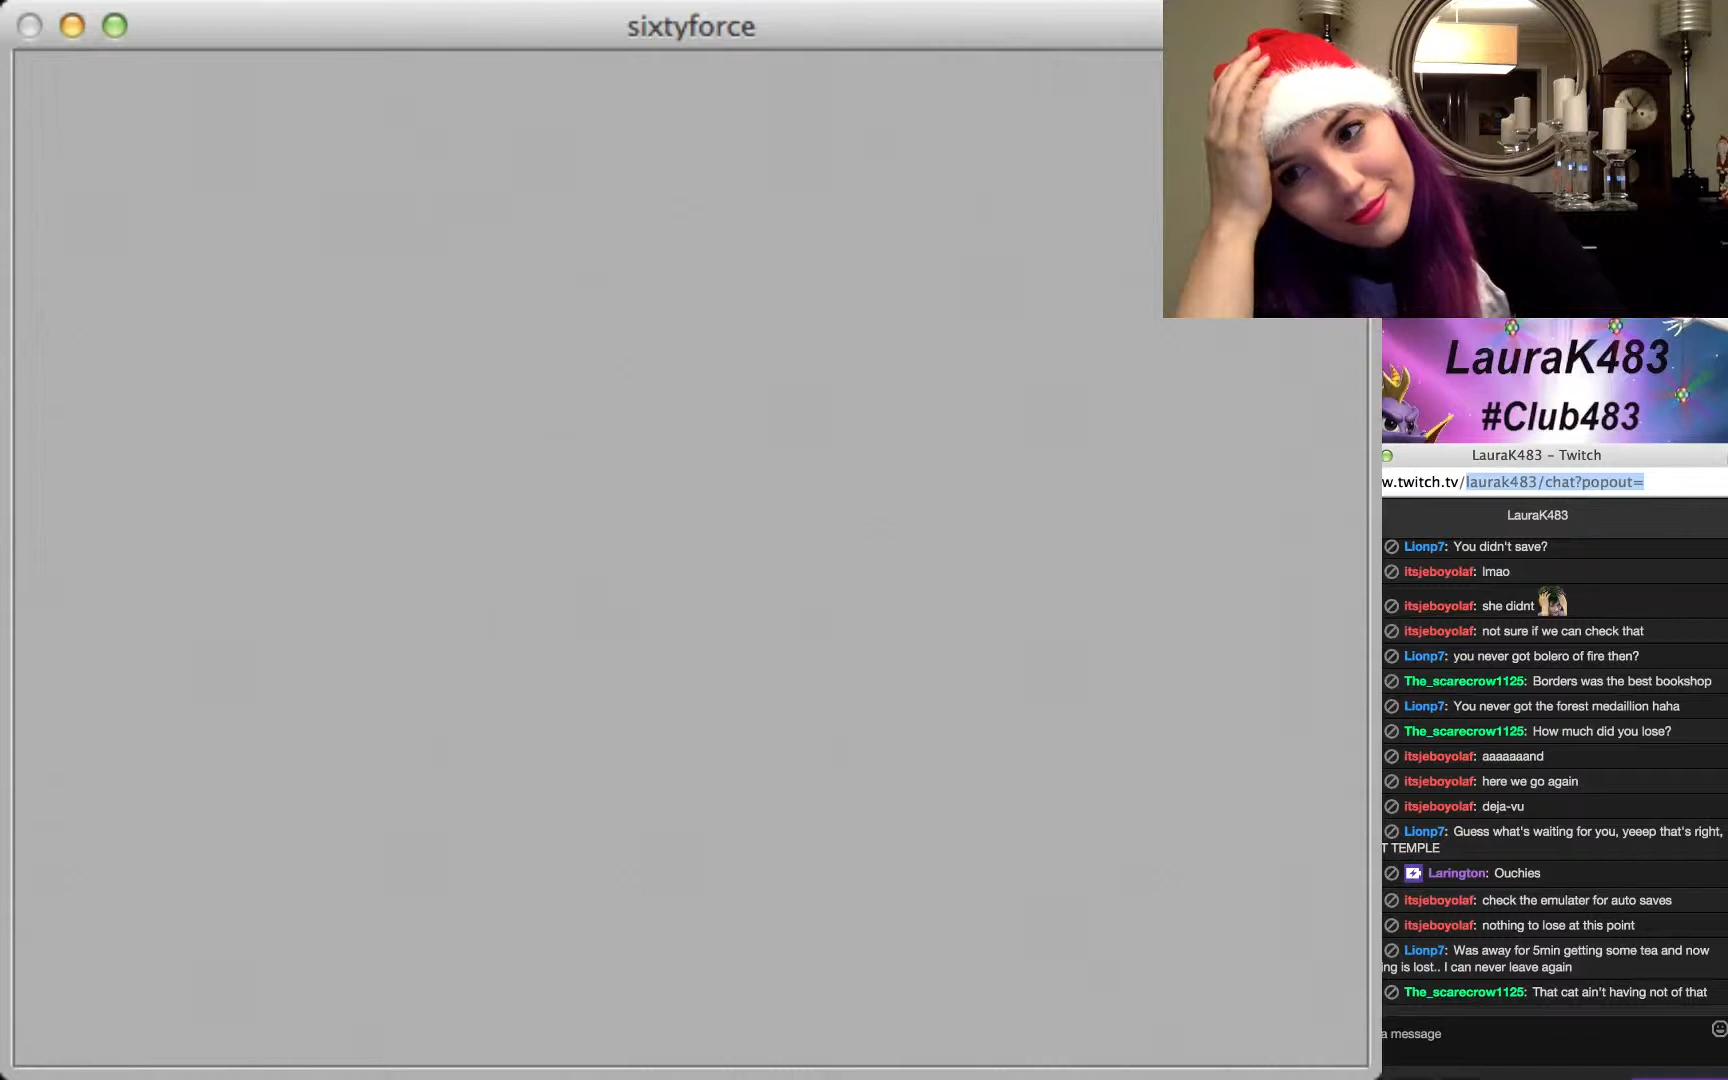 sixtyforce
LauraK483
#Club483
LauraK483 – Twitch
w.twitch.tv/laurak483/chat?popout=
LauraK483
Lionp7: You didn't save?
itsjeboyolaf: lmao
itsjeboyolaf: she didnt
itsjeboyolaf: not sure if we can check that
Lionp7: you never got bolero of fire then?
The_scarecrow1125: Borders was the best bookshop
Lionp7: You never got the forest medaillion haha
The_scarecrow1125: How much did you lose?
itsjeboyolaf: aaaaaaand
itsjeboyolaf: here we go again
itsjeboyolaf: deja-vu
Lionp7: Guess what's waiting for you, yeeep that's right,
T TEMPLE
Larington: Ouchies
itsjeboyolaf: check the emulater for auto saves
itsjeboyolaf: nothing to lose at this point
Lionp7: Was away for 5min getting some tea and now
ing is lost.. I can never leave again
The_scarecrow1125: That cat ain't having not of that
a message